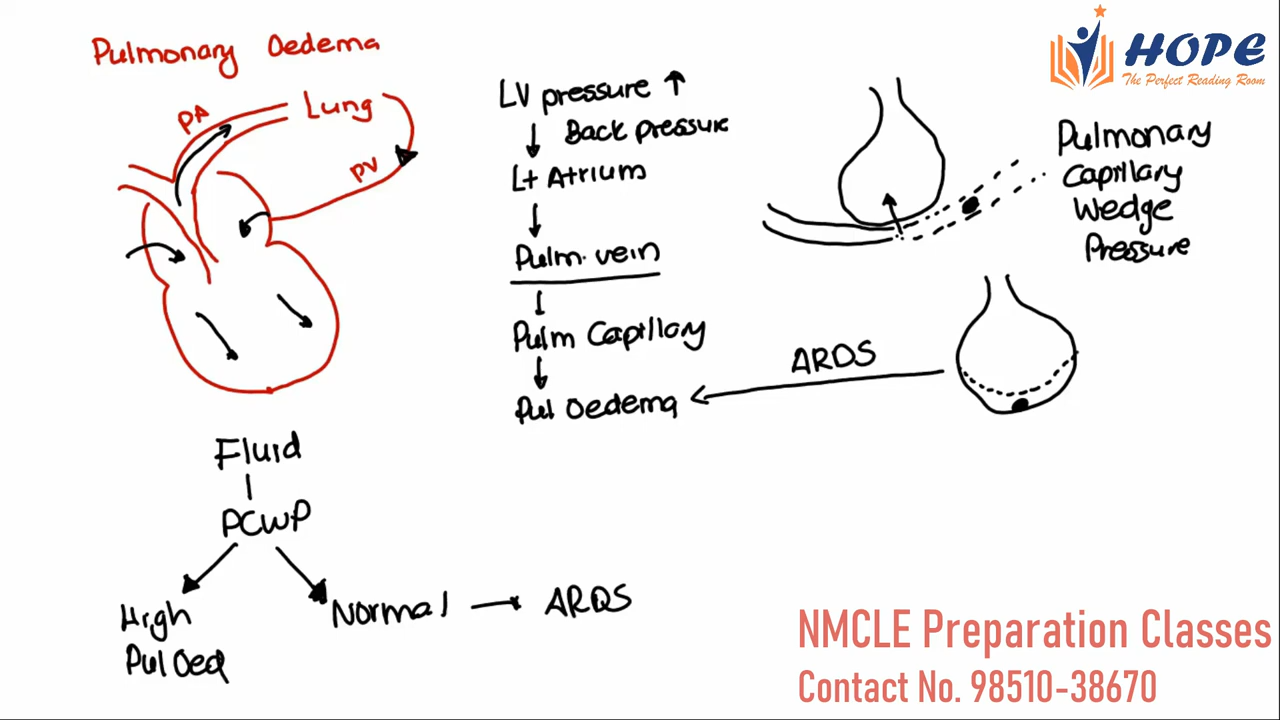 Pulmonary Oedema
PA
Lung
PV
LV pressure ↑
Back pressure
Lt Atrium
Pulm. vein
Pulm Capillary
Pul Oedema
ARDS
Pulmonary
Capillary
Wedge
Pressure
Fluid
PCWP
High
Pul Oed
Normal
ARDS
HOPE
The Perfect Reading Room
NMCLE Preparation Classes
Contact No. 98510-38670